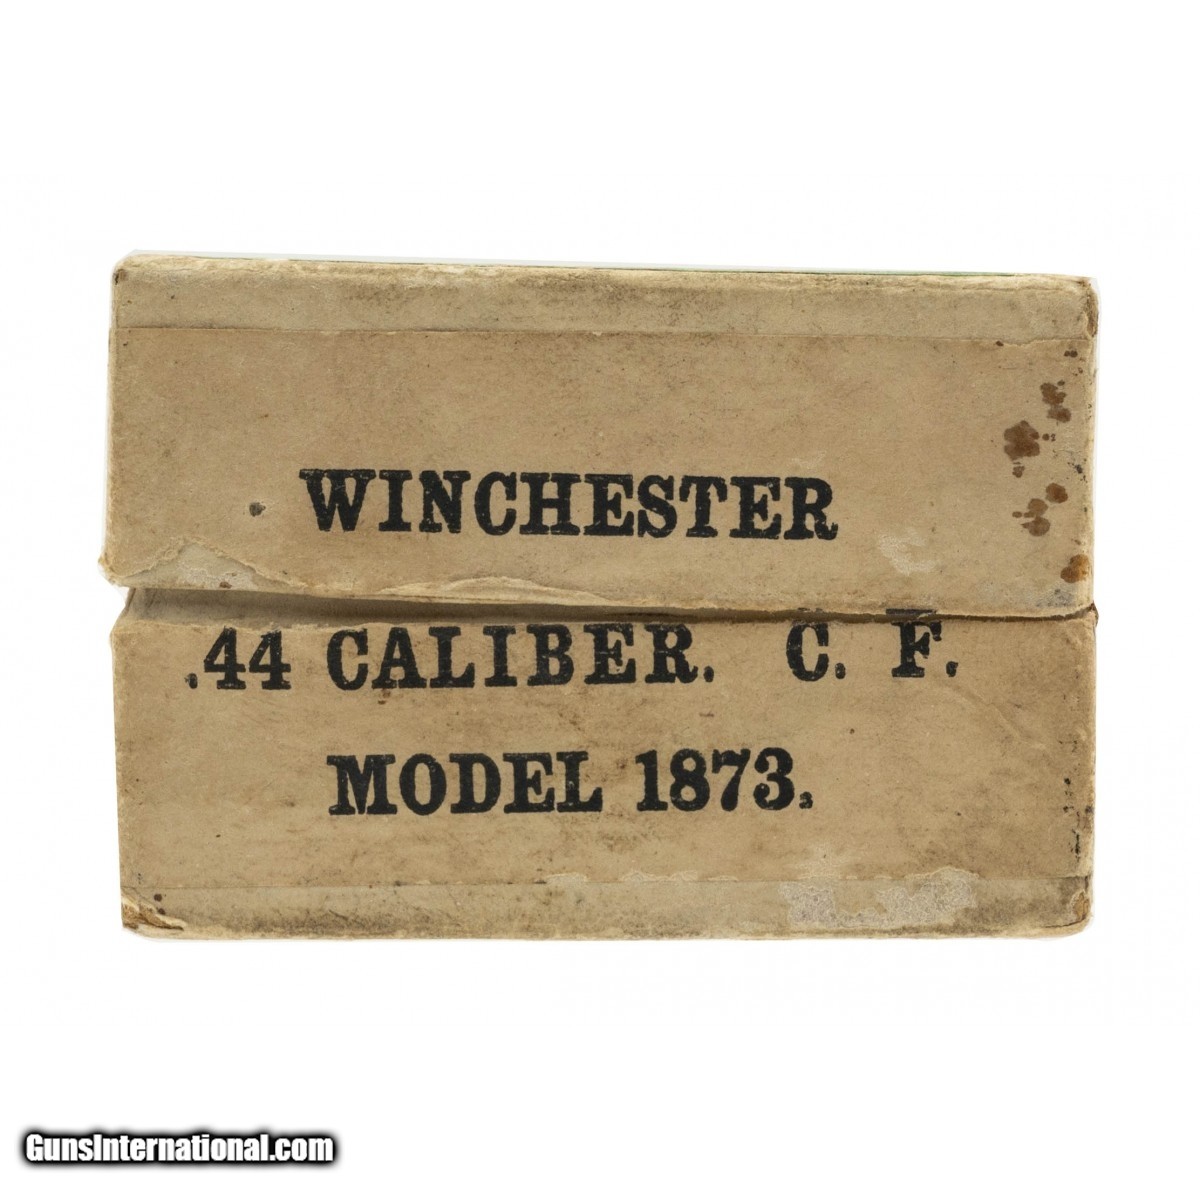 WINCHESTER
.44 CALIBER. C. F.
MODEL 1873.
GunsInternational.com